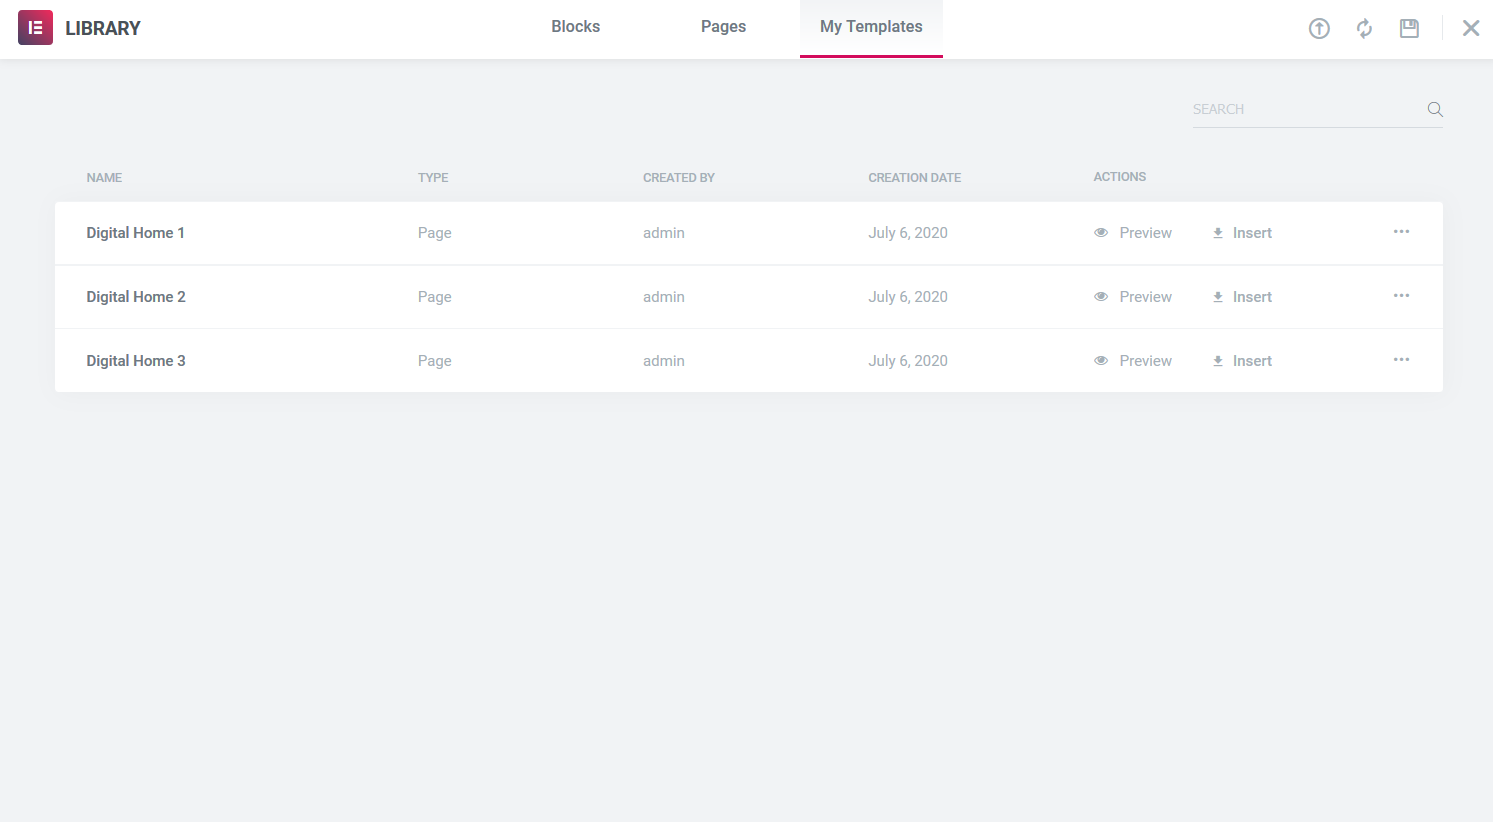 LIBRARY Blocks Pages My Templates
SEARCH
NAME TYPE CREATED BY CREATION DATE ACTIONS
Digital Home 1 Page admin July 6, 2020 Preview Insert
Digital Home 2 Page admin July 6, 2020 Preview Insert
Digital Home 3 Page admin July 6, 2020 Preview Insert